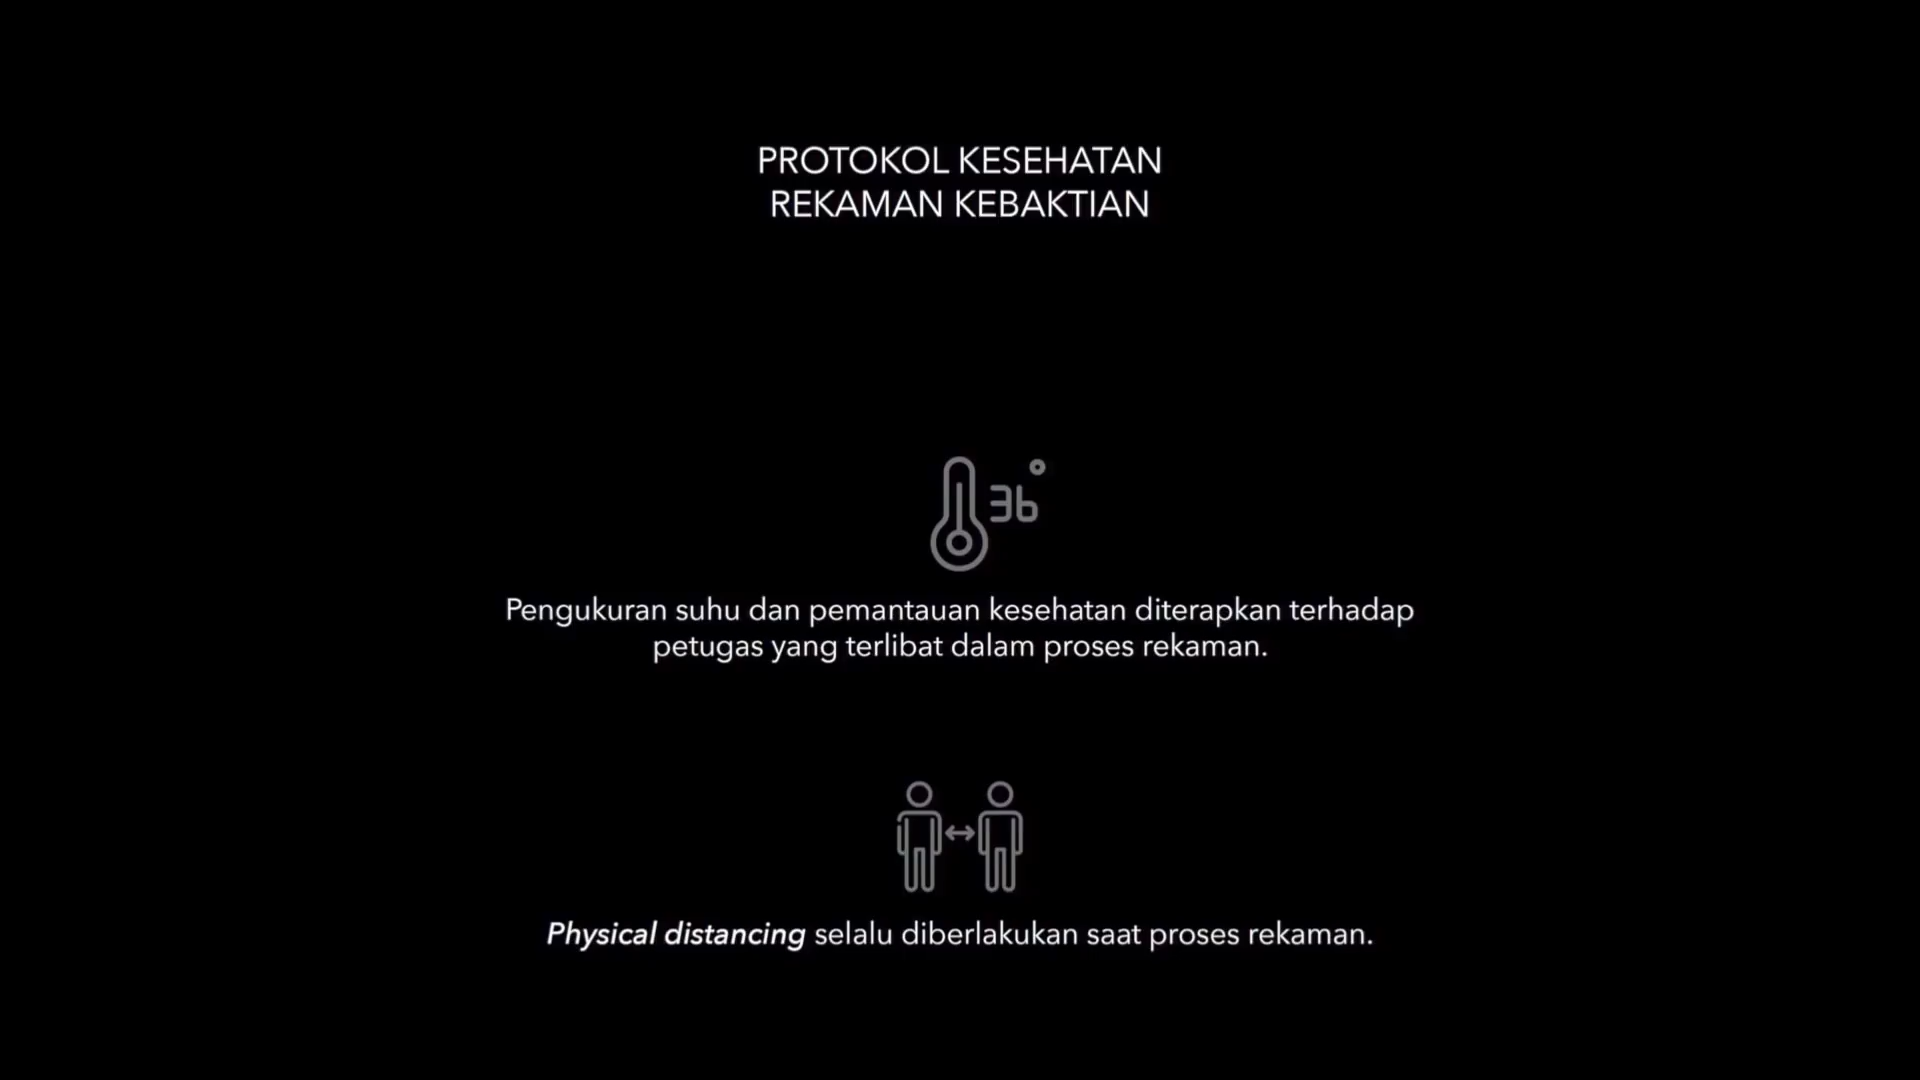 PROTOKOL KESEHATAN
REKAMAN KEBAKTIAN
36°
Pengukuran suhu dan pemantauan kesehatan diterapkan terhadap
petugas yang terlibat dalam proses rekaman.
Physical distancing selalu diberlakukan saat proses rekaman.